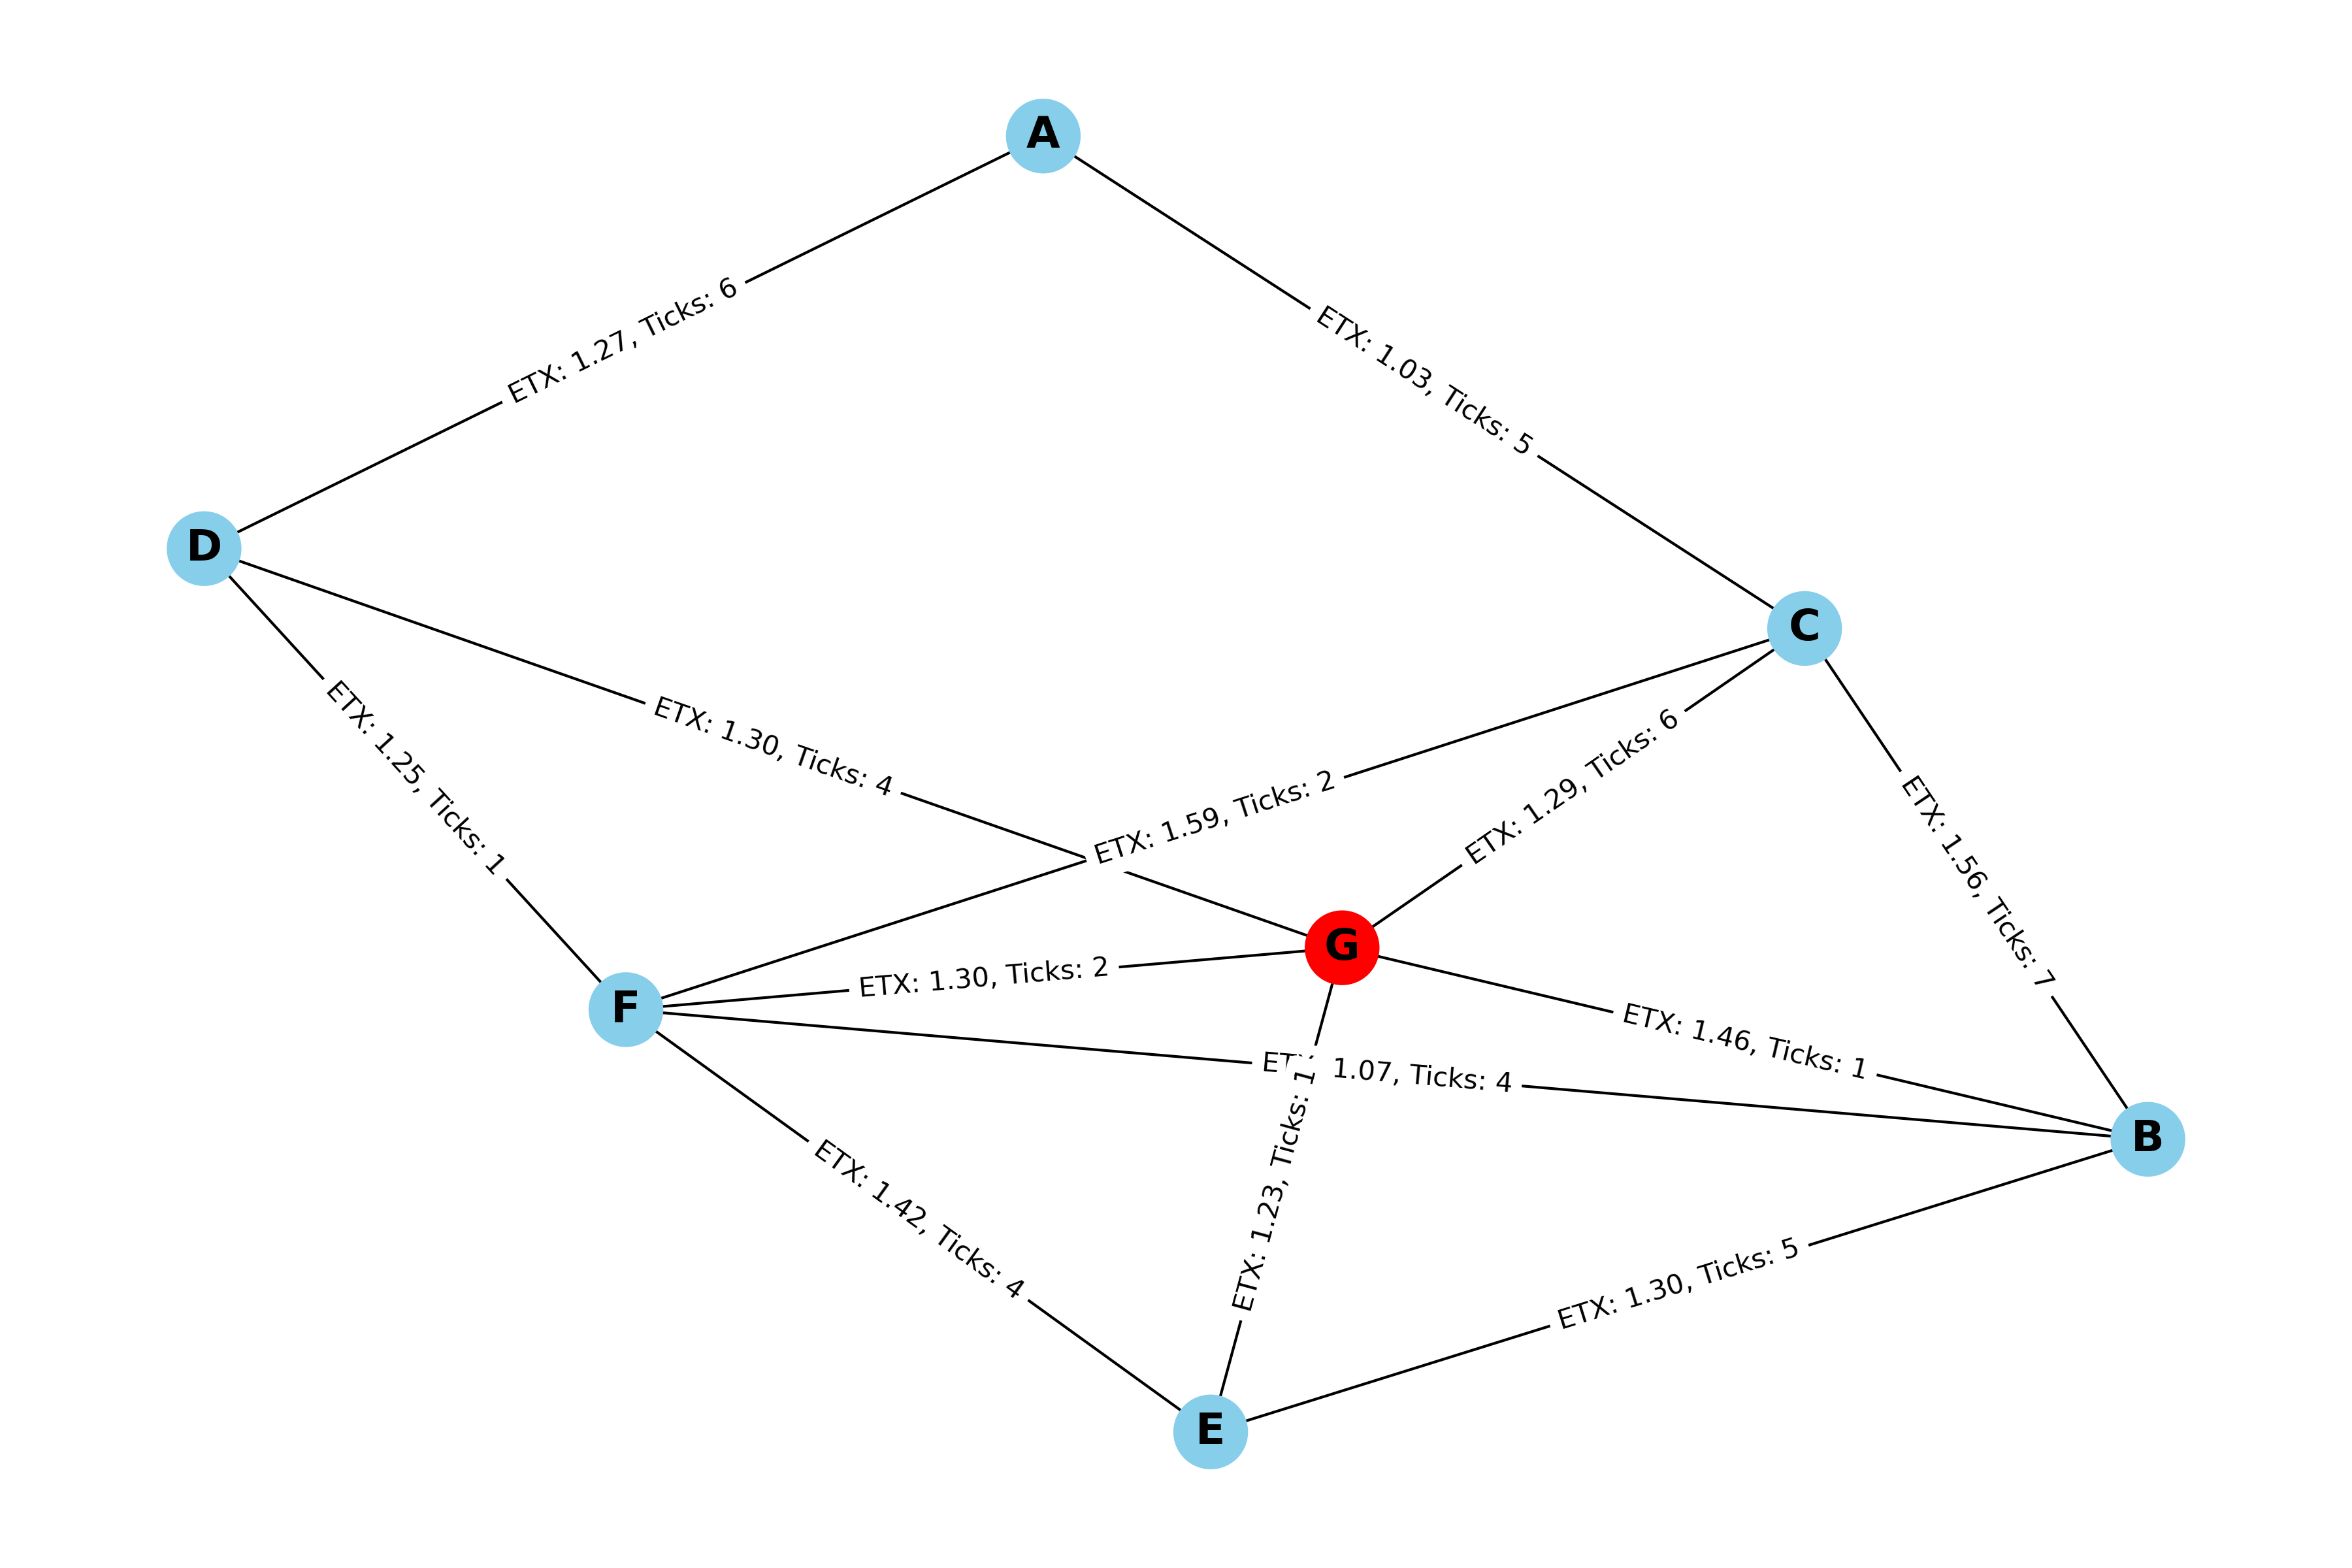 A
ETX: 1.27, Ticks: 6
ETX: 1.03, Ticks: 5
D
C
ETX: 1.25, Ticks: 1
ETX: 1.30, Ticks: 4
ETX: 1.59, Ticks: 2
ETX: 1.29, Ticks: 6
ETX: 1.56, Ticks: 7
G
F
ETX: 1.30, Ticks: 2
ETX: 1.46, Ticks: 1
ETX: 1.07, Ticks: 4
B
ETX: 1.42, Ticks: 4
ETX: 1.23, Ticks: 1
ETX: 1.30, Ticks: 5
E